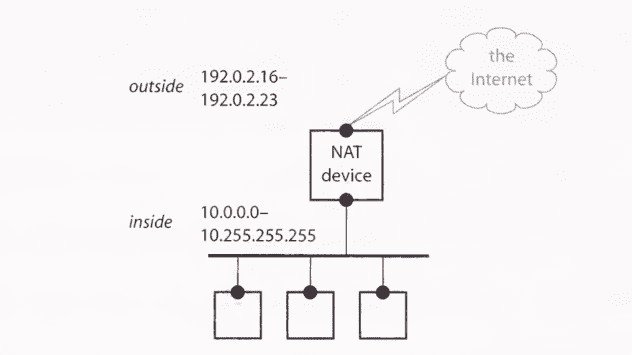 the
Internet
outside
192.0.2.16–
192.0.2.23
NAT
device
inside
10.0.0.0–
10.255.255.255